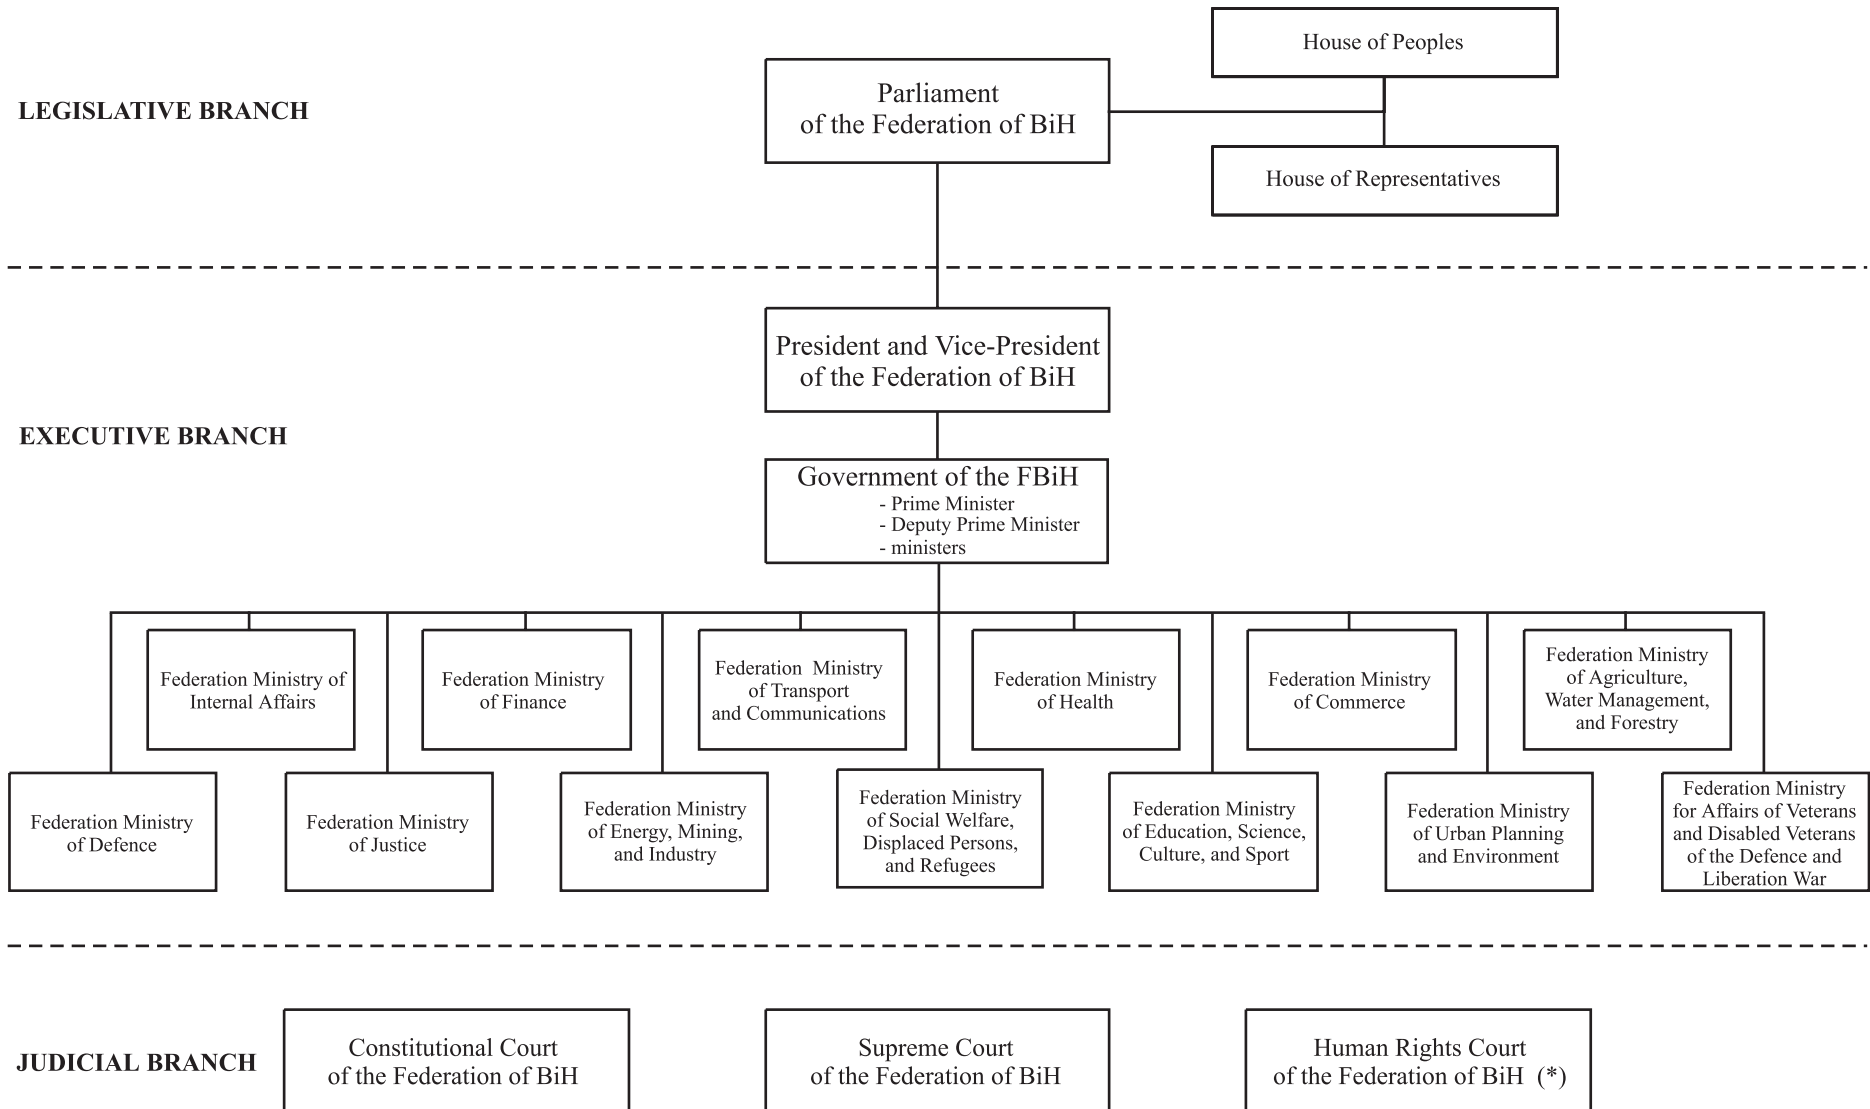 House of Peoples
Parliament
of the Federation of BiH
LEGISLATIVE BRANCH
House of Representatives
President and Vice-President
of the Federation of BiH
EXECUTIVE BRANCH
Government of the FBiH
- Prime Minister
- Deputy Prime Minister
- ministers
Federation Ministry of
Internal Affairs
Federation Ministry
of Finance
Federation Ministry
of Transport
and Communications
Federation Ministry
of Health
Federation Ministry
of Commerce
Federation Ministry
of Agriculture,
Water Management,
and Forestry
Federation Ministry
of Defence
Federation Ministry
of Justice
Federation Ministry
of Energy, Mining,
and Industry
Federation Ministry
of Social Welfare,
Displaced Persons,
and Refugees
Federation Ministry
of Education, Science,
Culture, and Sport
Federation Ministry
of Urban Planning
and Environment
Federation Ministry
for Affairs of Veterans
and Disabled Veterans
of the Defence and
Liberation War
JUDICIAL BRANCH
Constitutional Court
of the Federation of BiH
Supreme Court
of the Federation of BiH
Human Rights Court
of the Federation of BiH (*)